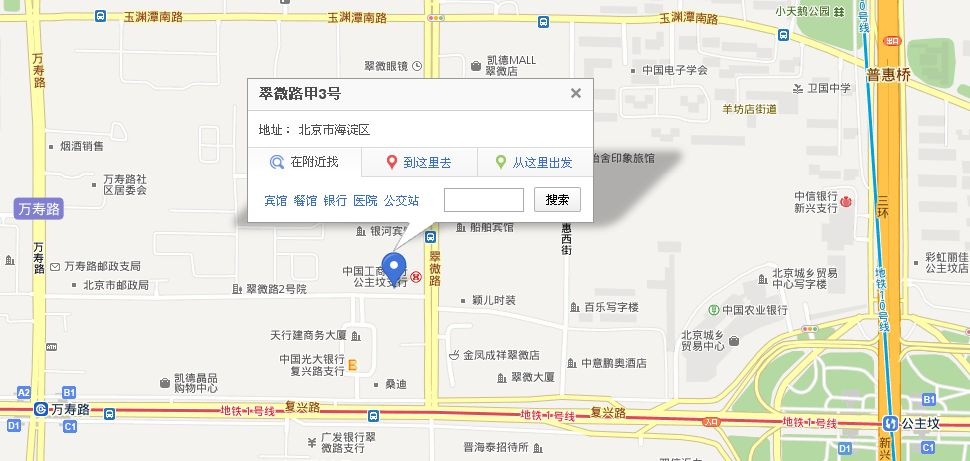 玉渊潭南路
玉渊潭南路
玉渊潭南路
小天鹅公园
10号线
出口
万寿路
翠微眼镜
凯德MALL
翠微店
中国电子学会
普惠桥
卫国中学
翠微路甲3号
羊坊店街道
地址： 北京市海淀区
烟酒销售
在附近找
到这里去
从这里出发
怡舍印象旅馆
万寿路社
区居委会
宾馆 餐馆 银行 医院 公交站
搜索
中信银行
新兴支行
万寿路
三环
银河宾
船舶宾馆
惠西街
万寿路
翠微路
彩虹丽佳
公主坟店
万寿路邮政支局
北京市邮政局
中国工商
公主坟支行
北京城乡贸易
中心写字楼
地铁10号线
翠微路2号院
颖儿时装
百乐写字楼
中国农业银行
天行建商务大厦
北京城乡
贸易中心
ATM
中国光大银行
复兴路支行
金凤成祥翠微店
中意鹏奥酒店
凯德晶品
购物中心
桑迪
翠微大厦
A2
B1
万寿路
地铁1号线
复兴路
地铁1号线
复兴路
入口
地铁1号线
公主坟
B1
D1
C1
广发银行翠
微路支行
晋海泰招待所
D1
C1
新兴